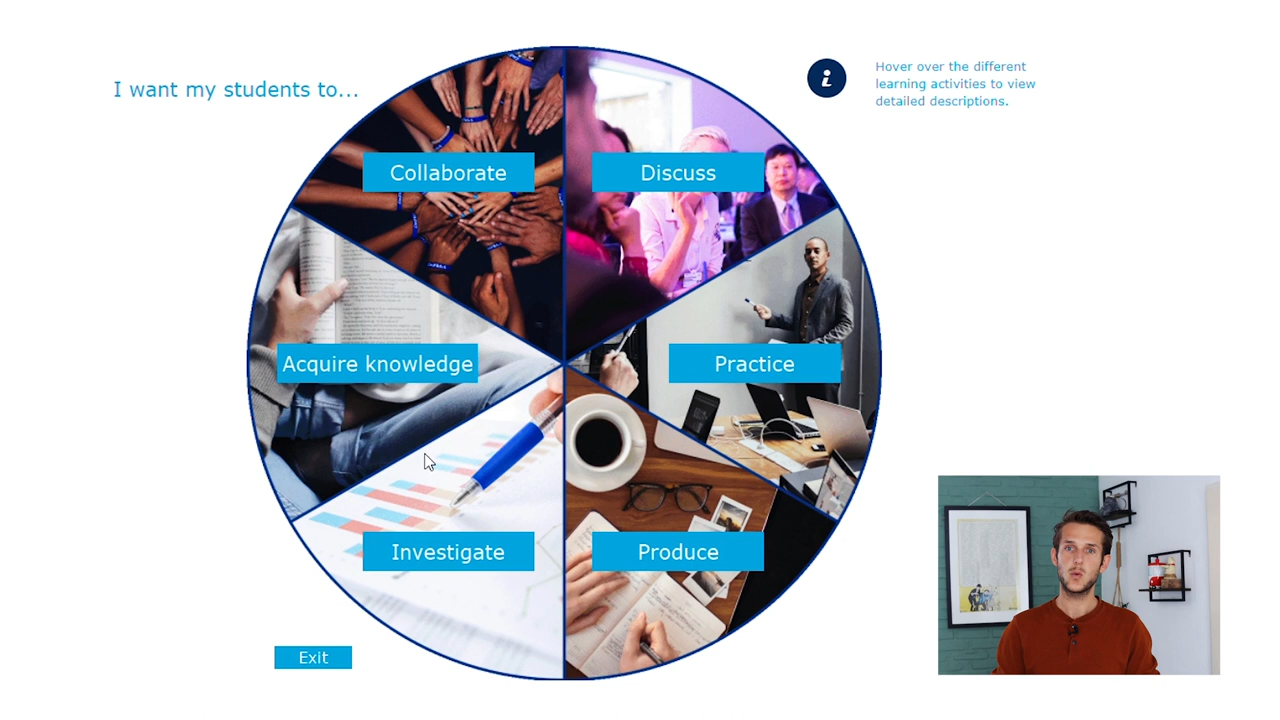 I want my students to...
i
Hover over the different
learning activities to view
detailed descriptions.
Collaborate
Discuss
Acquire knowledge
Practice
Investigate
Produce
Exit